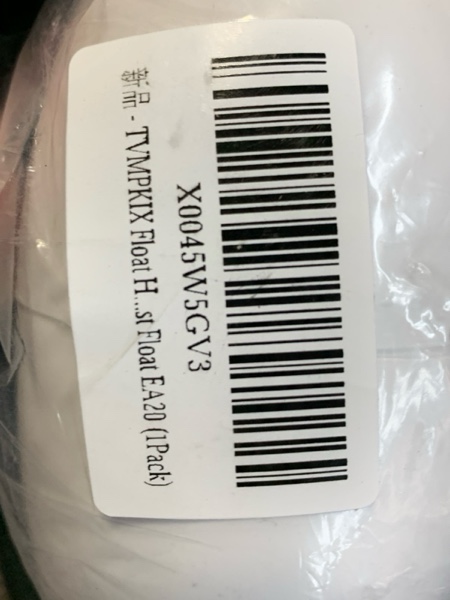 X0045W5GV3
新品 - TVMPKIX Float H...st Float EA20 (1Pack)